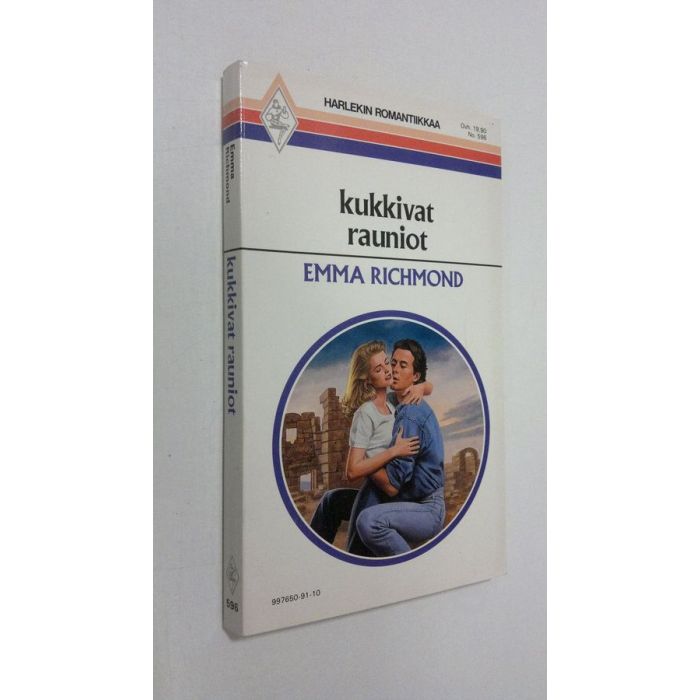 HARLEKIN ROMANTIIKKAA
Ovh. 19,90
No. 596
kukkivat
rauniot
EMMA RICHMOND
997650-91-10
Emma
Richmond
kukkivat rauniot
596